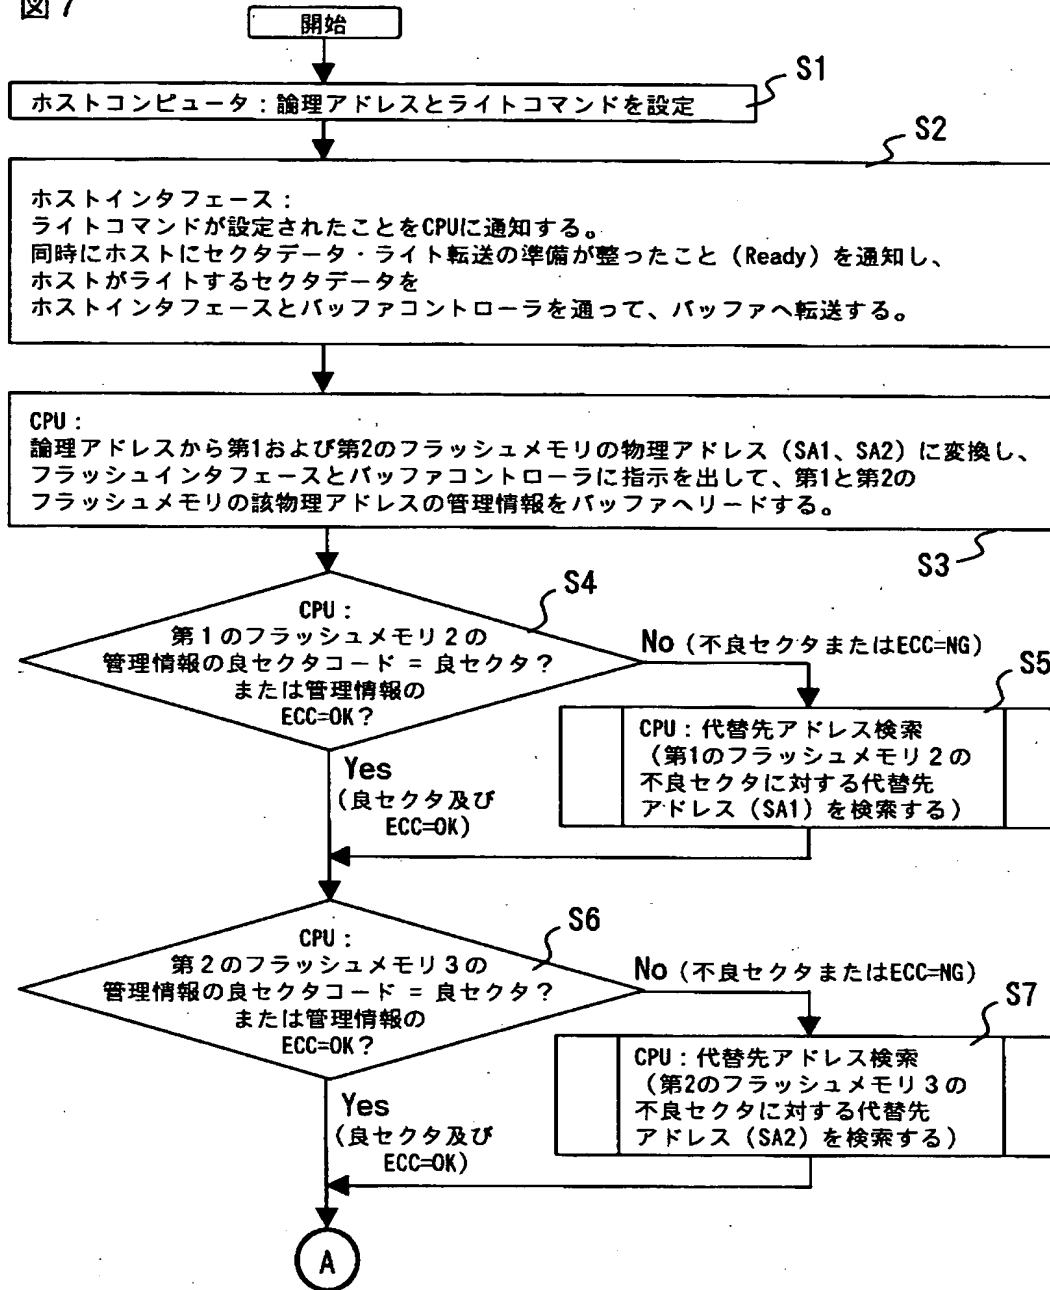 図7
開始
S1
ホストコンピュータ：論理アドレスとライトコマンドを設定
S2
ホストインタフェース：
ライトコマンドが設定されたことをCPUに通知する。
同時にホストにセクタデータ・ライト転送の準備が整ったこと（Ready）を通知し、
ホストがライトするセクタデータを
ホストインタフェースとバッファコントローラを通って、バッファへ転送する。
CPU：
論理アドレスから第1および第2のフラッシュメモリの物理アドレス（SA1、SA2）に変換し、
フラッシュインタフェースとバッファコントローラに指示を出して、第1と第2の
フラッシュメモリの該物理アドレスの管理情報をバッファへリードする。
S3
S4
CPU：
第1のフラッシュメモリ2の
管理情報の良セクタコード = 良セクタ？
または管理情報の
ECC=OK？
No（不良セクタまたはECC=NG）
S5
CPU：代替先アドレス検索
（第1のフラッシュメモリ2の
不良セクタに対する代替先
アドレス（SA1）を検索する）
Yes
（良セクタ及び
ECC=OK）
S6
CPU：
第2のフラッシュメモリ3の
管理情報の良セクタコード = 良セクタ？
または管理情報の
ECC=OK？
No（不良セクタまたはECC=NG）
S7
CPU：代替先アドレス検索
（第2のフラッシュメモリ3の
不良セクタに対する代替先
アドレス（SA2）を検索する）
Yes
（良セクタ及び
ECC=OK）
A